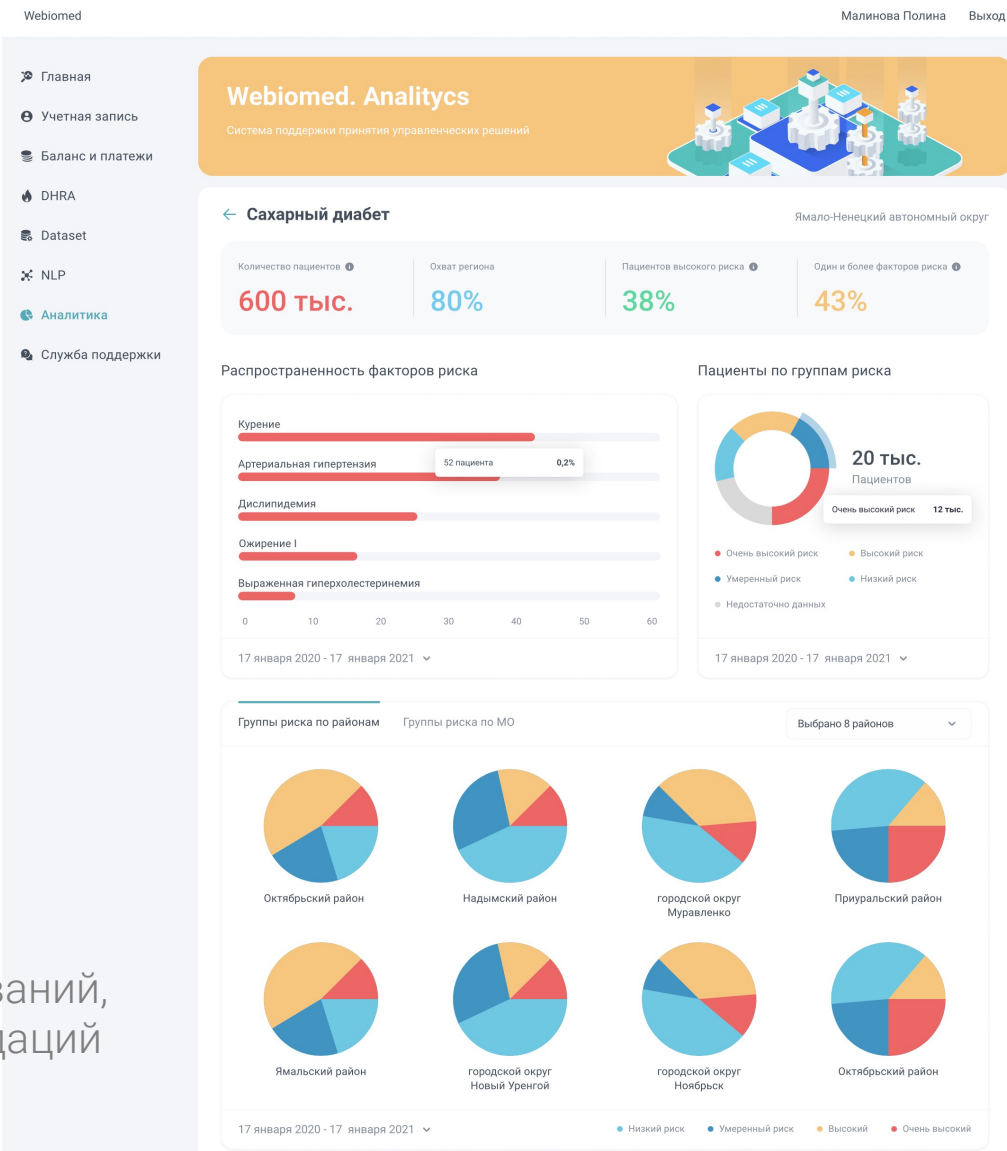 Webiomed
Малинова Полина
Выход
Главная
Учетная запись
Баланс и платежи
DHRA
Dataset
NLP
Аналитика
Служба поддержки
Webiomed. Analitycs
Система поддержки принятия управленческих решений
← Сахарный диабет
Ямало-Ненецкий автономный округ
Количество пациентов
600 тыс.
Охват региона
80%
Пациентов высокого риска
38%
Один и более факторов риска
43%
Распространенность факторов риска
Курение
Артериальная гипертензия
52 пациента 0,2%
Дислипидемия
Ожирение I
Выраженная гиперхолестеринемия
0 10 20 30 40 50 60
17 января 2020 - 17 января 2021
Пациенты по группам риска
20 тыс.
Пациентов
Очень высокий риск 12 тыс.
Очень высокий риск
Высокий риск
Умеренный риск
Низкий риск
Недостаточно данных
17 января 2020 - 17 января 2021
Группы риска по районам
Группы риска по МО
Выбрано 8 районов
Октябрьский район
Надымский район
городской округ
Муравленко
Приуральский район
Ямальский район
городской округ
Новый Уренгой
городской округ
Ноябрьск
Октябрьский район
17 января 2020 - 17 января 2021
Низкий риск
Умеренный риск
Высокий
Очень высокий
ваний,
даций